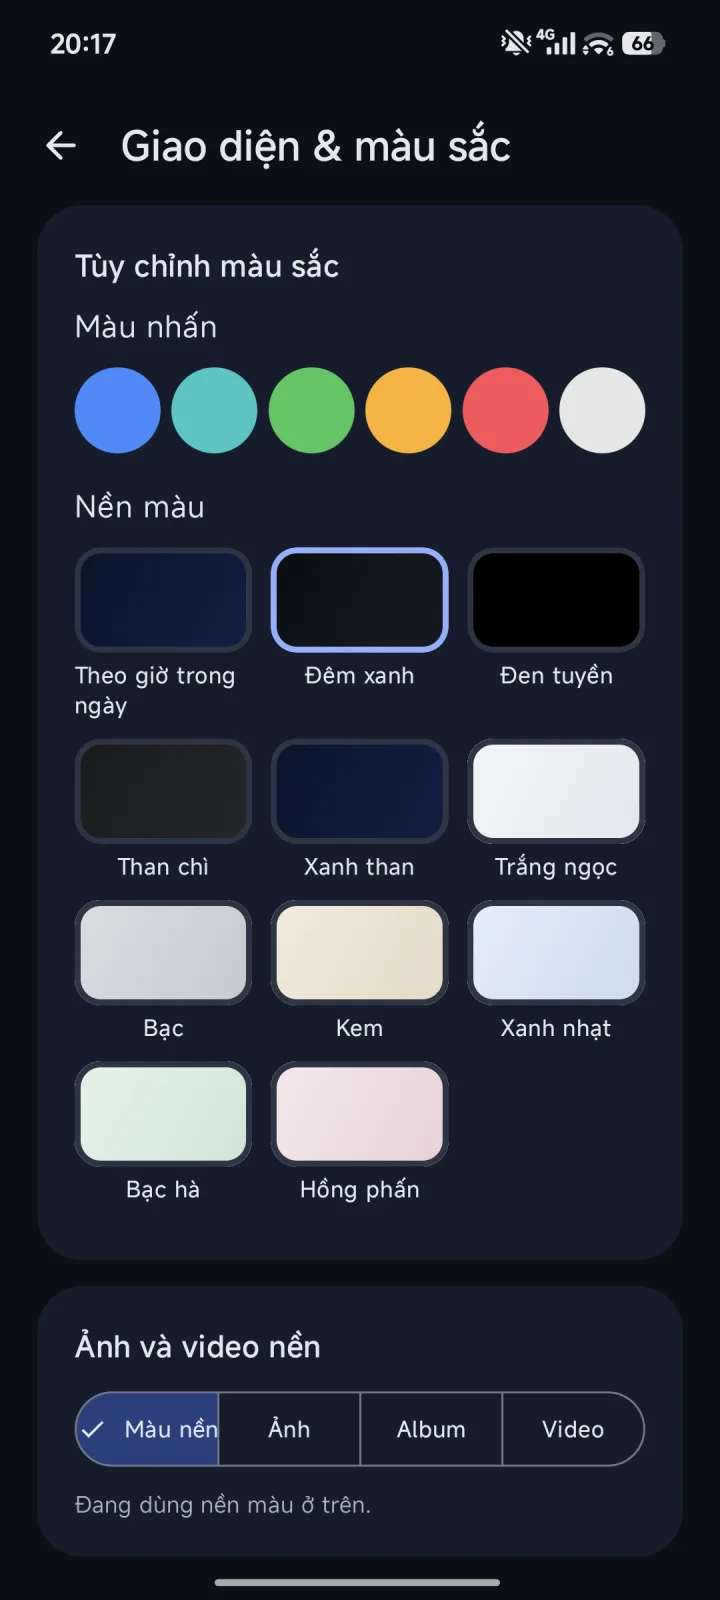 20:17
4G
6
66
Giao diện & màu sắc
Tùy chỉnh màu sắc
Màu nhấn
Nền màu
Theo giờ trong
ngày
Đêm xanh
Đen tuyền
Than chì
Xanh than
Trắng ngọc
Bạc
Kem
Xanh nhạt
Bạc hà
Hồng phấn
Ảnh và video nền
Màu nền
Ảnh
Album
Video
Đang dùng nền màu ở trên.